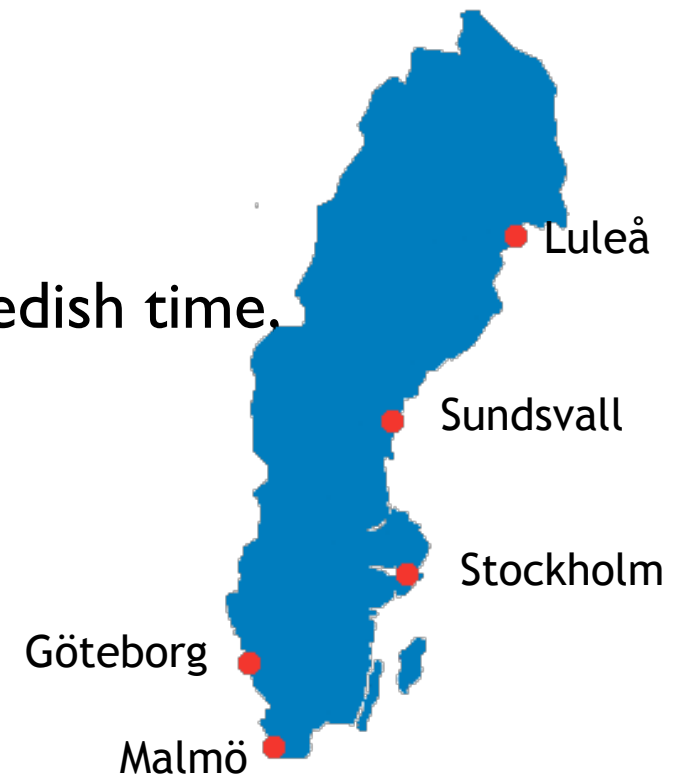 Luleå
edish time.
Sundsvall
Stockholm
Göteborg
Malmö